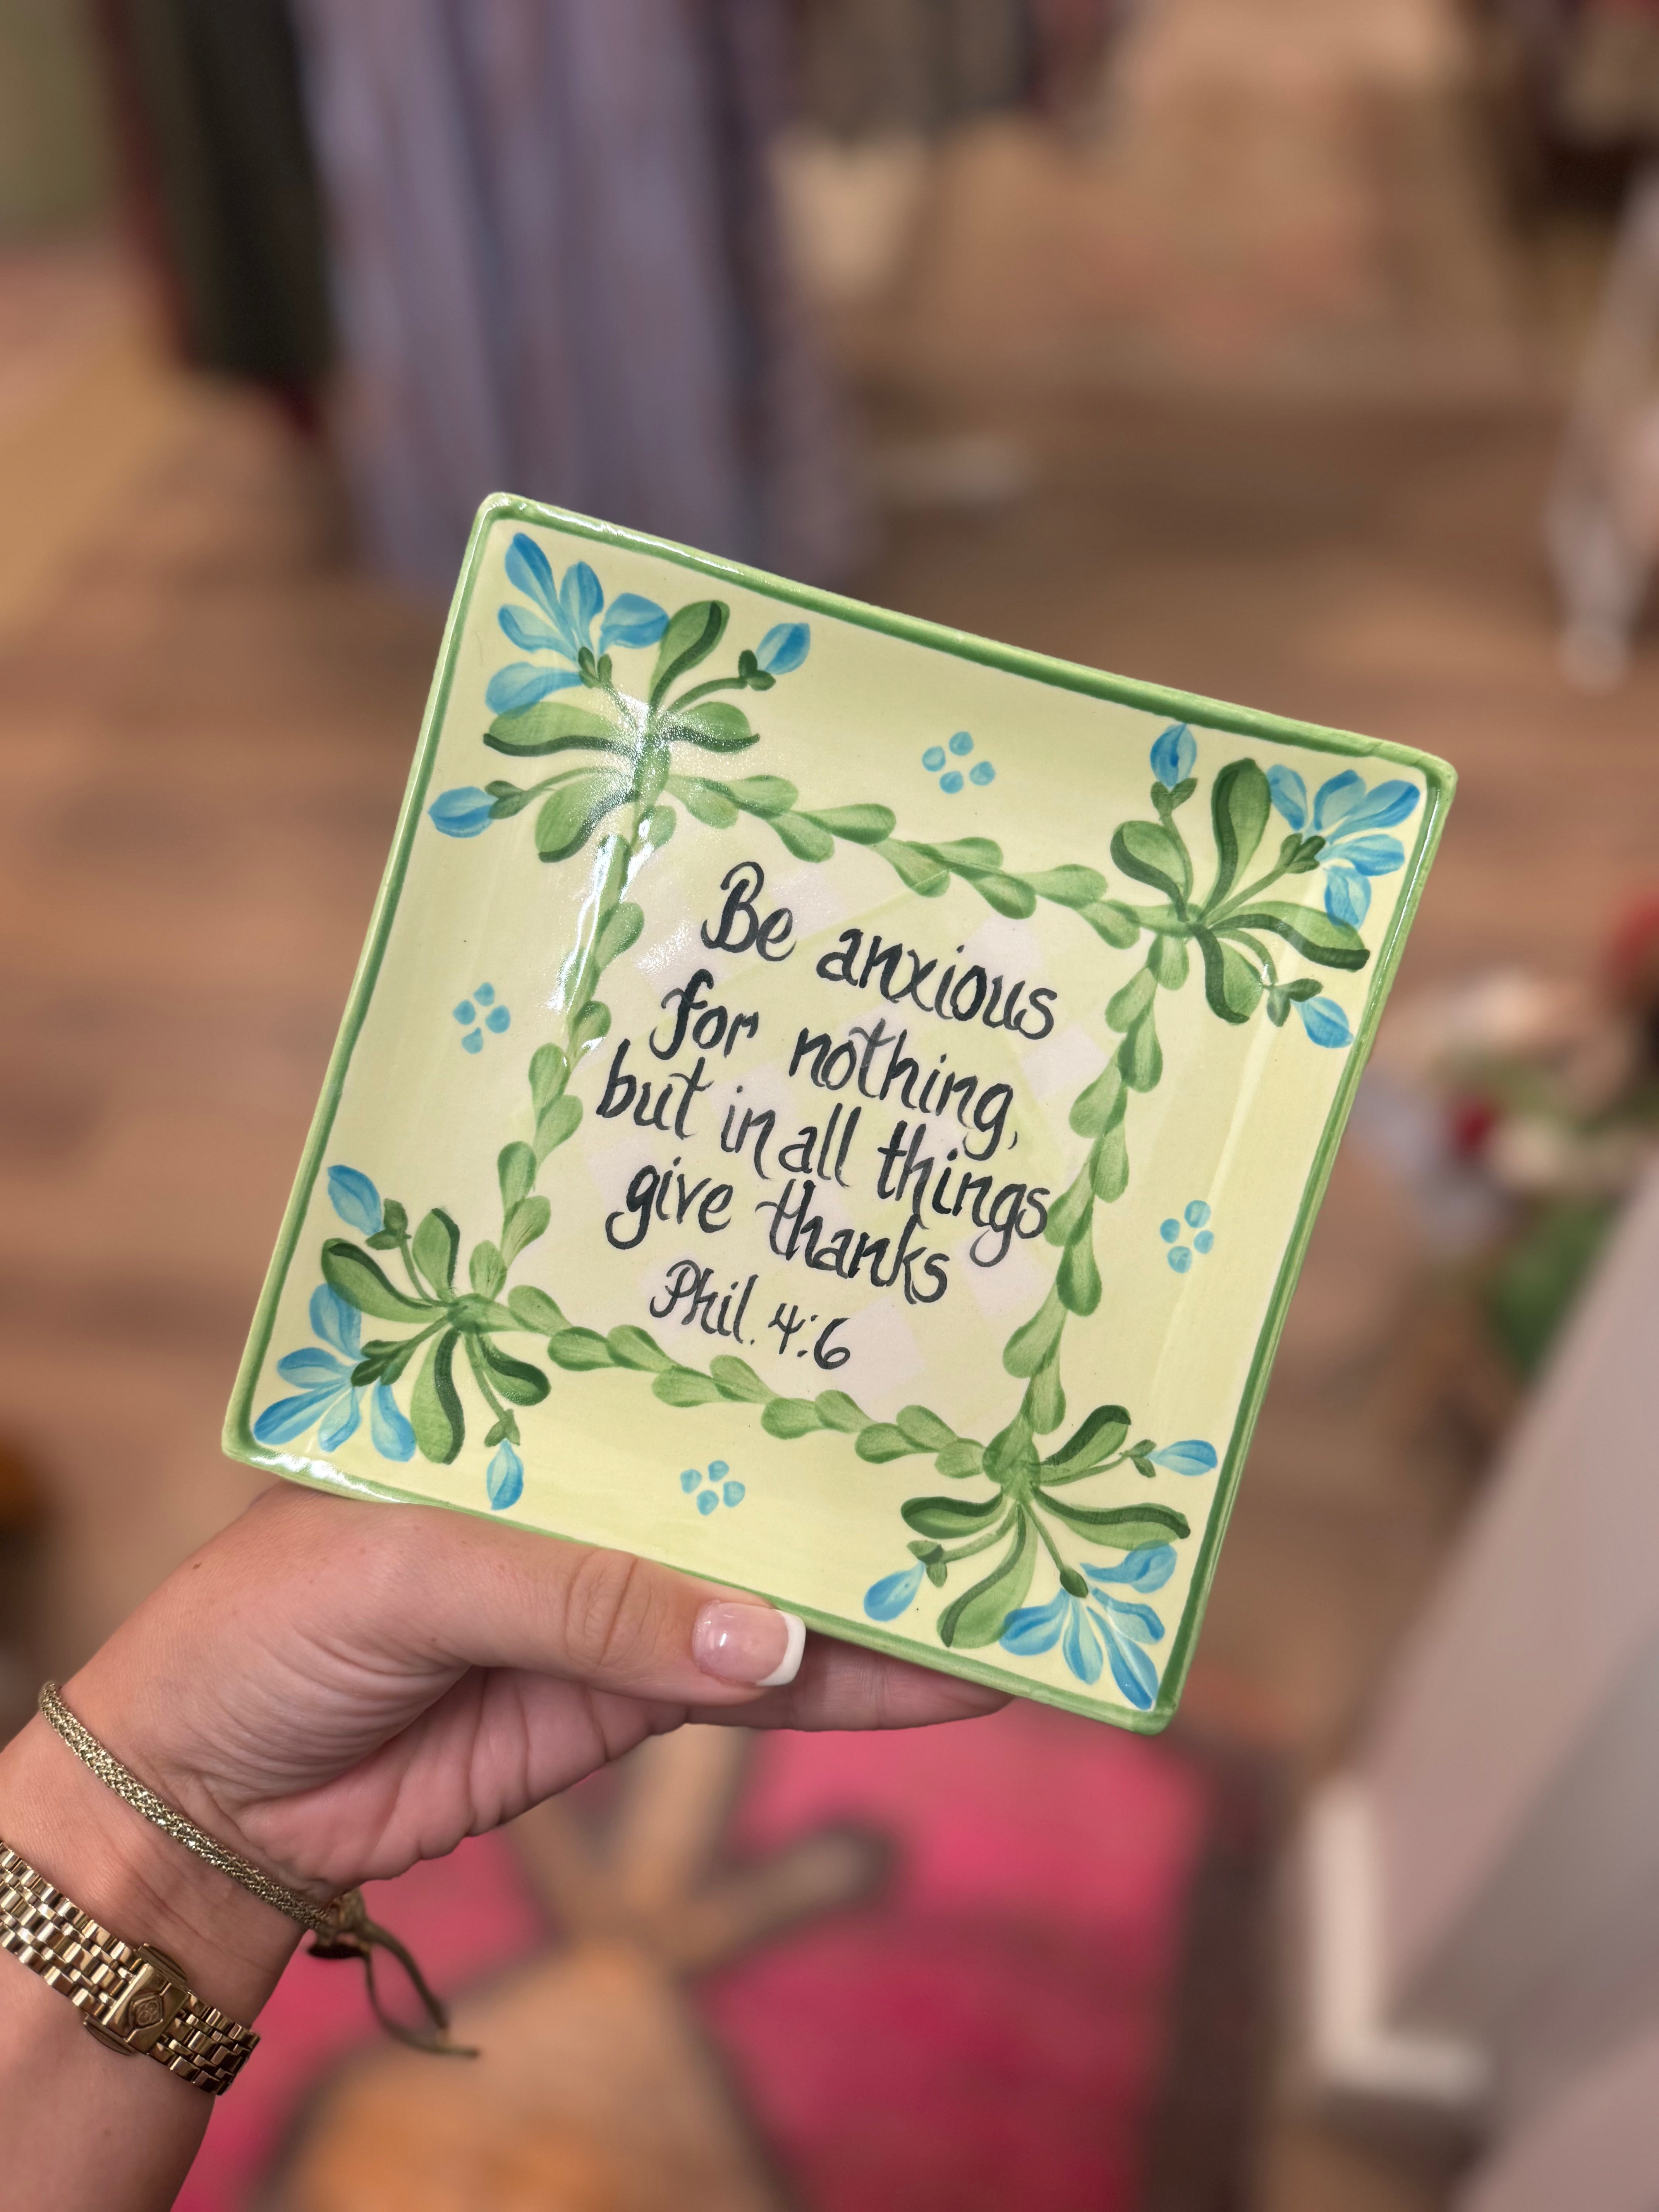 Be anxious
for nothing,
but in all things
give thanks
Phil. 4:6